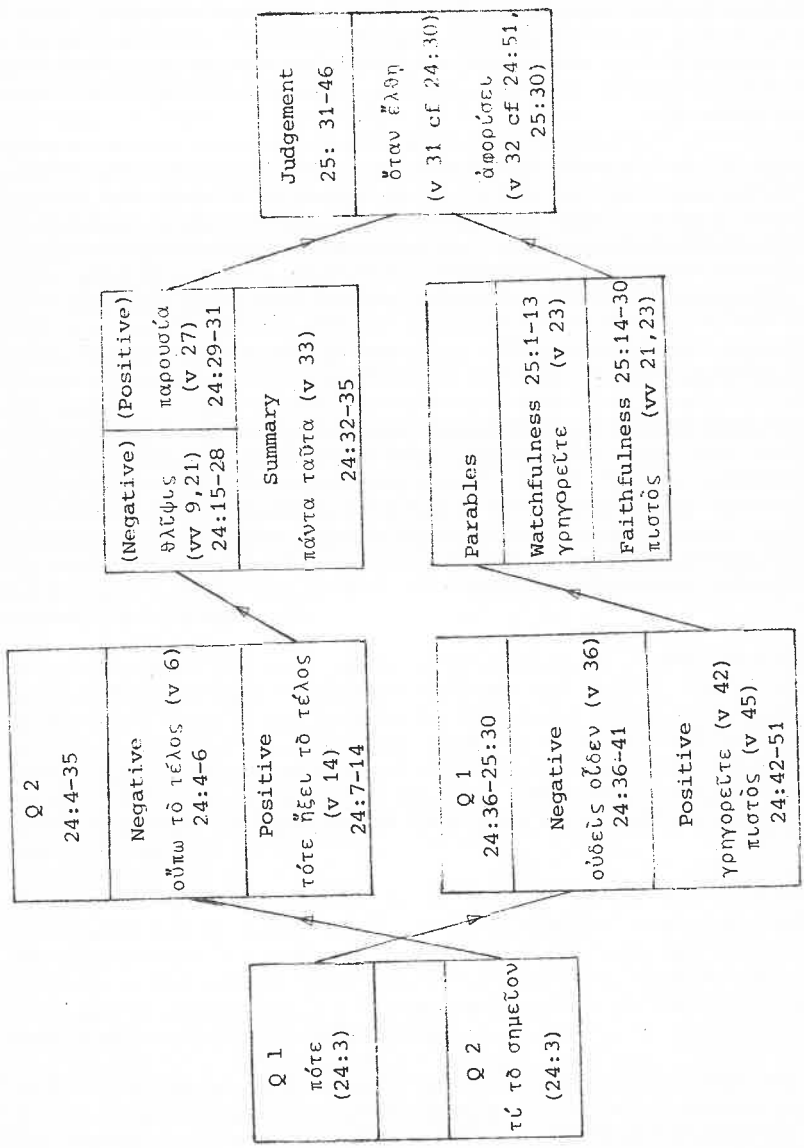 Q 1
πότε
(24:3)
Q 2
τί τὸ σημεῖον
(24:3)
Q 2
24:4-35
Negative
οὔπω τὸ τέλος (v 6)
24:4-6
Positive
τότε ἥξει τὸ τέλος
(v 14)
24:7-14
Q 1
24:36-25:30
Negative
οὐδεὶς οἶδεν (v 36)
24:36-41
Positive
γρηγορεῖτε (v 42)
πιστὸς (v 45)
24:42-51
(Negative)
θλῖψις
(vv 9,21)
24:15-28
(Positive)
παρουσία
(v 27)
24:29-31
Summary
πάντα ταῦτα (v 33)
24:32-35
Parables
Watchfulness 25:1-13
γρηγορεῖτε (v 23)
Faithfulness 25:14-30
πιστὸς (vv 21,23)
Judgement
25: 31-46
ὅταν ἔλθη
(v 31 cf 24:30)
ἀφορίσει
(v 32 cf 24:51,
25:30)